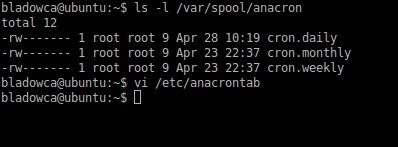 bladowca@ubuntu:~$ ls -l /var/spool/anacron
total 12
-rw------- 1 root root 9 Apr 28 10:19 cron.daily
-rw------- 1 root root 9 Apr 23 22:37 cron.monthly
-rw------- 1 root root 9 Apr 23 22:37 cron.weekly
bladowca@ubuntu:~$ vi /etc/anacrontab
bladowca@ubuntu:~$